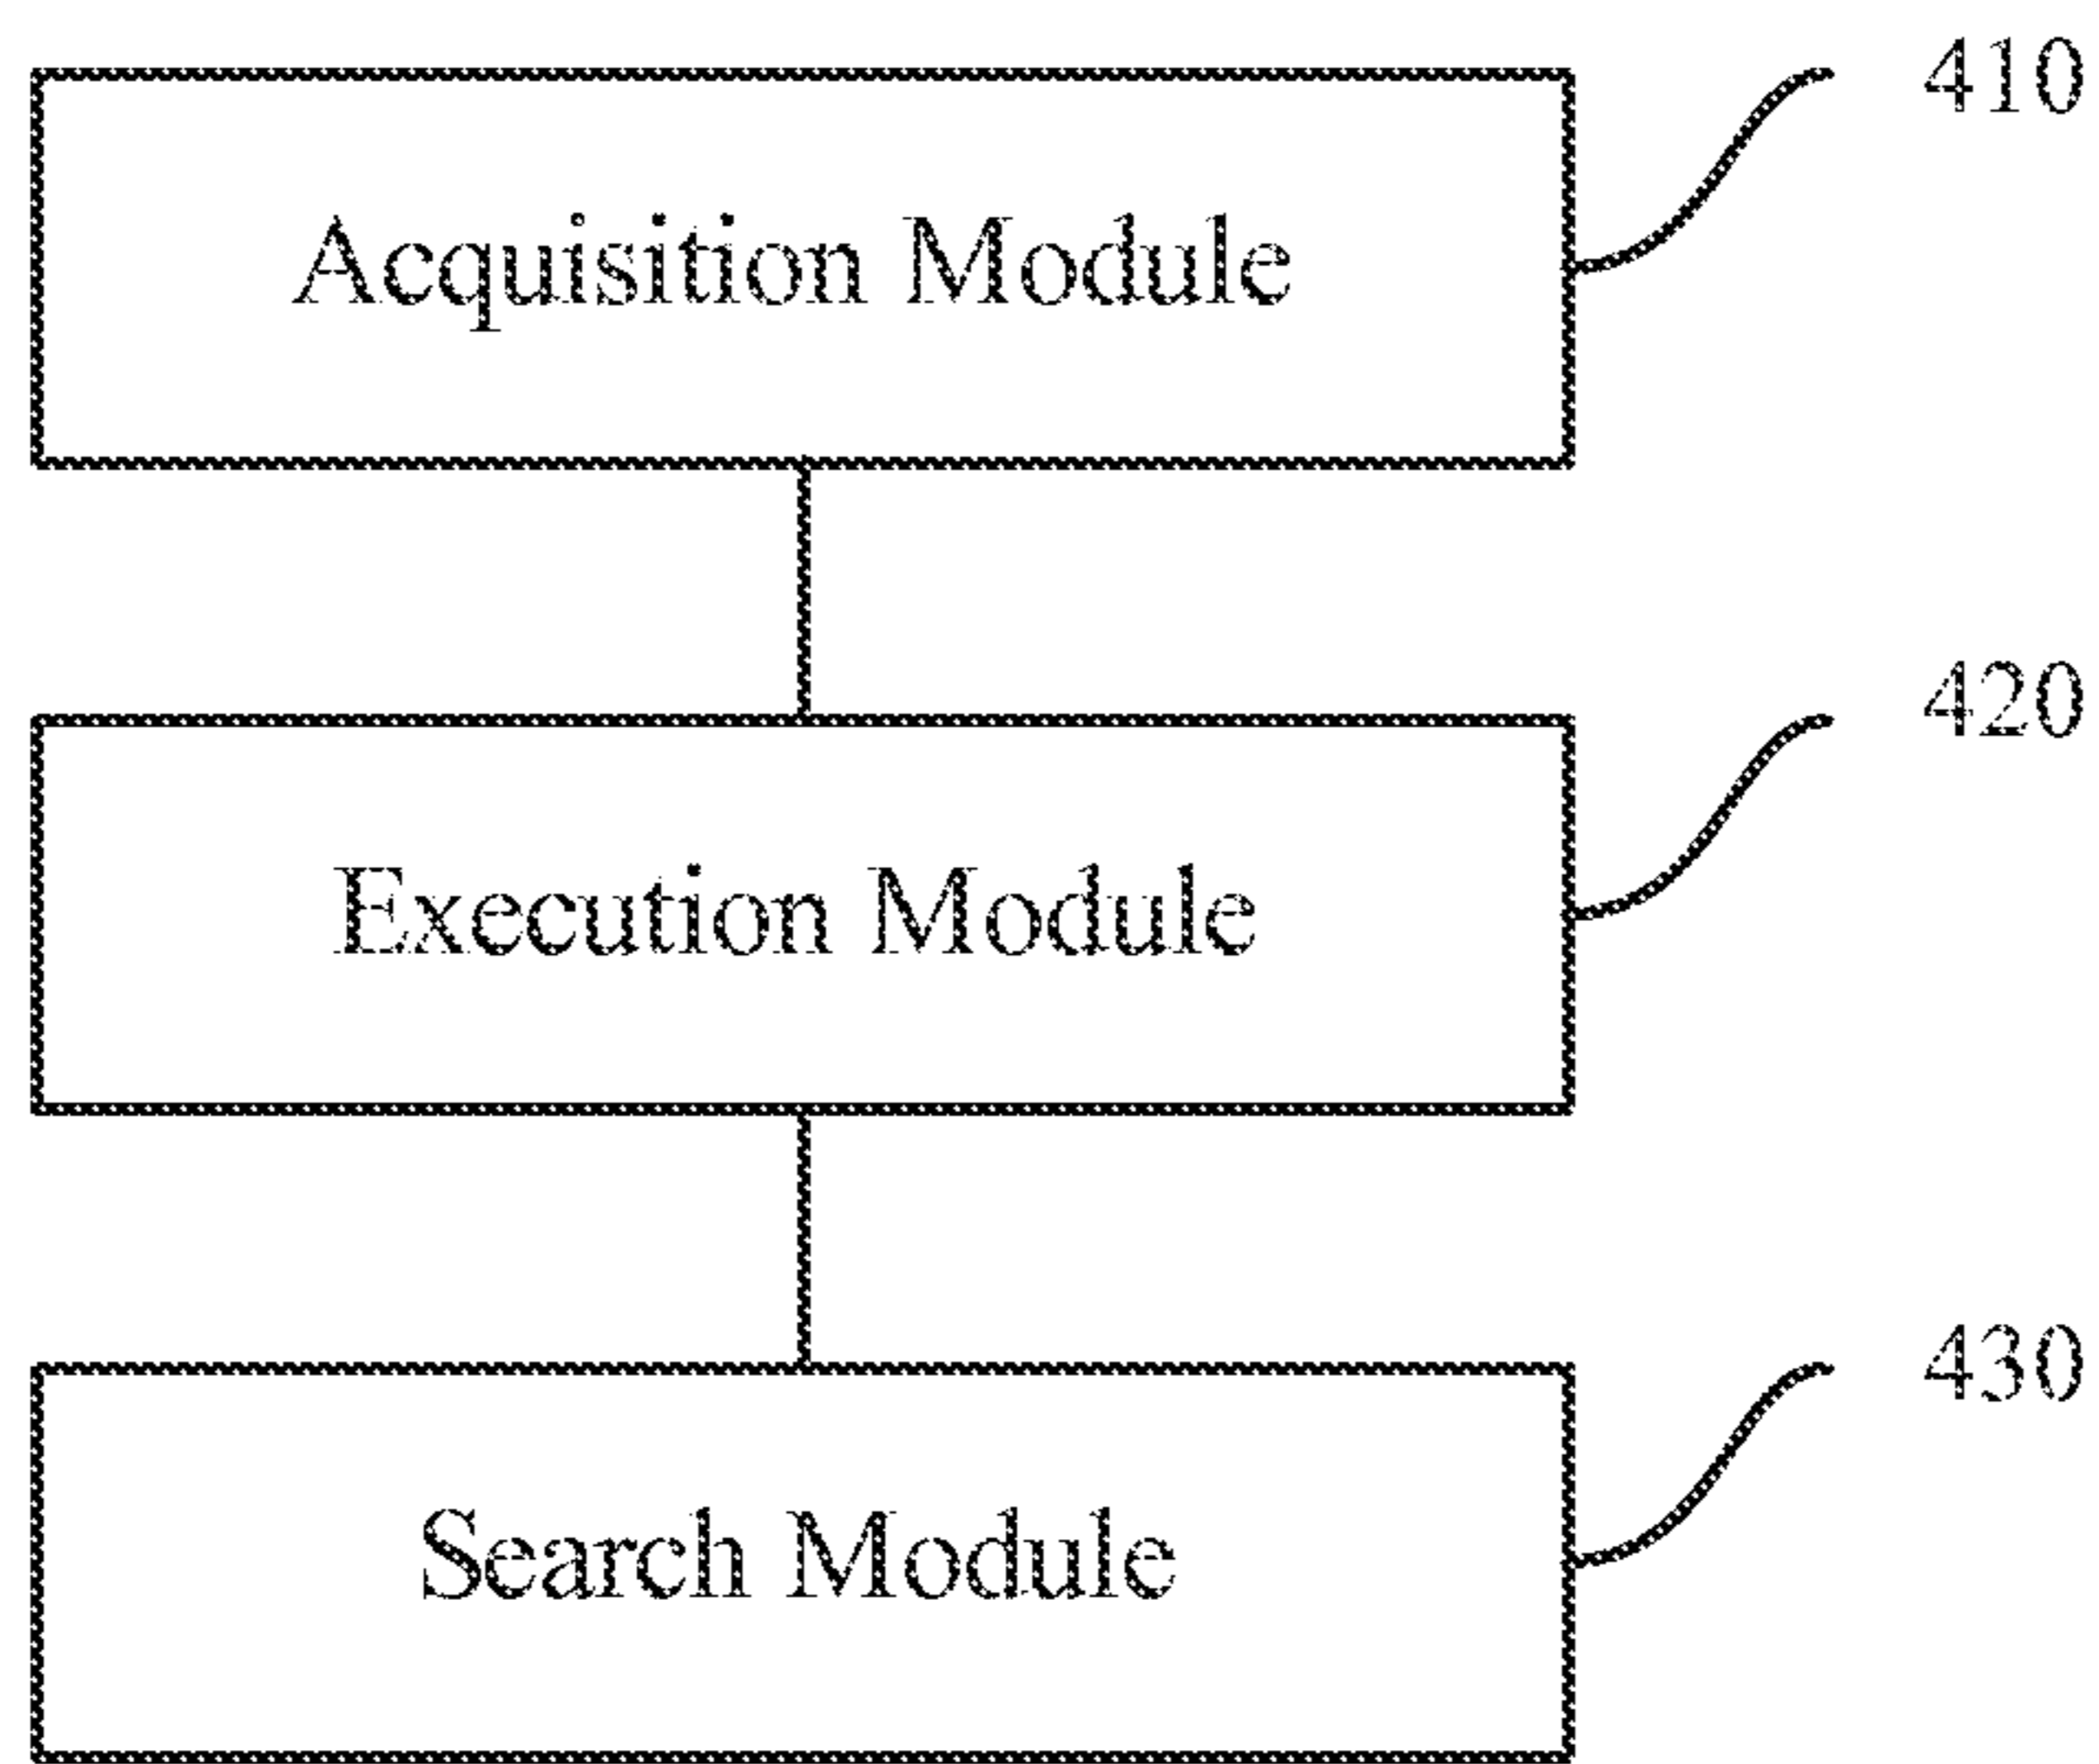 410
Acquisition Module
420
Execution Module
430
Search Module